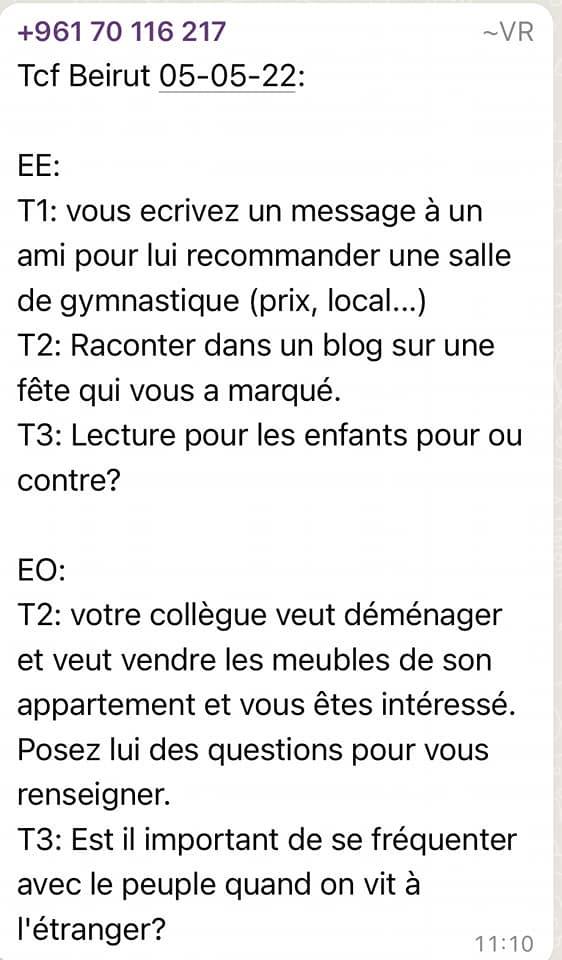 +961 70 116 217 ~VR
Tcf Beirut 05-05-22:
EE:
T1: vous ecrivez un message à un
ami pour lui recommander une salle
de gymnastique (prix, local...)
T2: Raconter dans un blog sur une
fête qui vous a marqué.
T3: Lecture pour les enfants pour ou
contre?
EO:
T2: votre collègue veut déménager
et veut vendre les meubles de son
appartement et vous êtes intéressé.
Posez lui des questions pour vous
renseigner.
T3: Est il important de se fréquenter
avec le peuple quand on vit à
l'étranger?
11:10